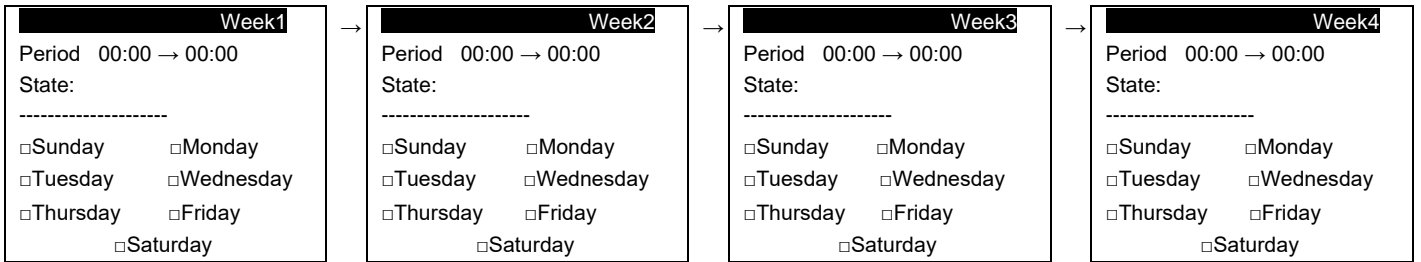 Week1
Period 00:00 → 00:00
State:
---------------------
□Sunday □Monday
□Tuesday □Wednesday
□Thursday □Friday
□Saturday
→
Week2
Period 00:00 → 00:00
State:
---------------------
□Sunday □Monday
□Tuesday □Wednesday
□Thursday □Friday
□Saturday
→
Week3
Period 00:00 → 00:00
State:
---------------------
□Sunday □Monday
□Tuesday □Wednesday
□Thursday □Friday
□Saturday
→
Week4
Period 00:00 → 00:00
State:
---------------------
□Sunday □Monday
□Tuesday □Wednesday
□Thursday □Friday
□Saturday